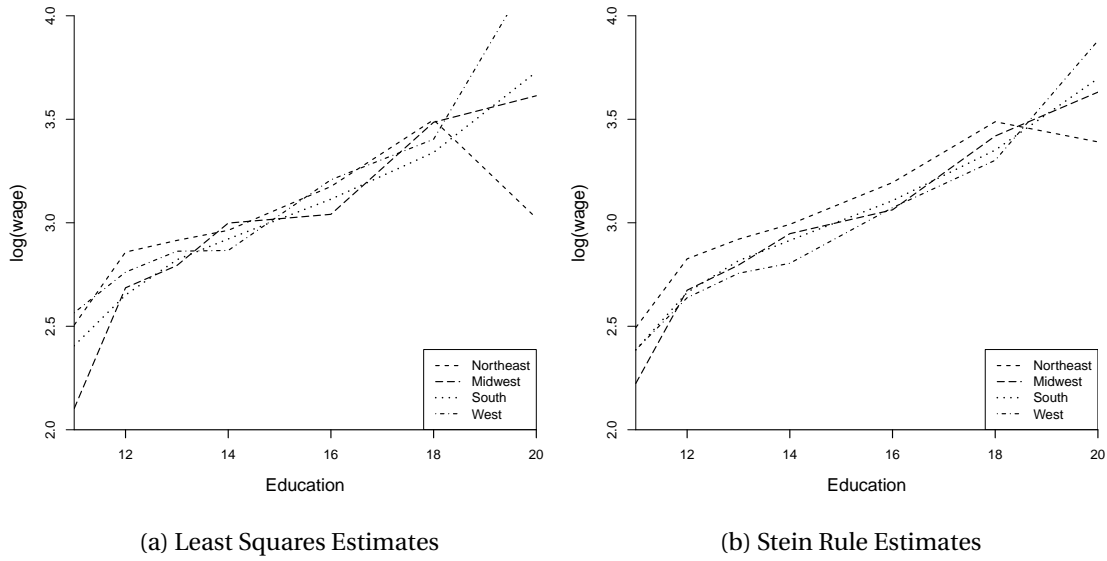 4.0
3.5
3.0
2.5
2.0
log(wage)
12 14 16 18 20
Education
Northeast
Midwest
South
West
(a) Least Squares Estimates
4.0
3.5
3.0
2.5
2.0
log(wage)
12 14 16 18 20
Education
Northeast
Midwest
South
West
(b) Stein Rule Estimates